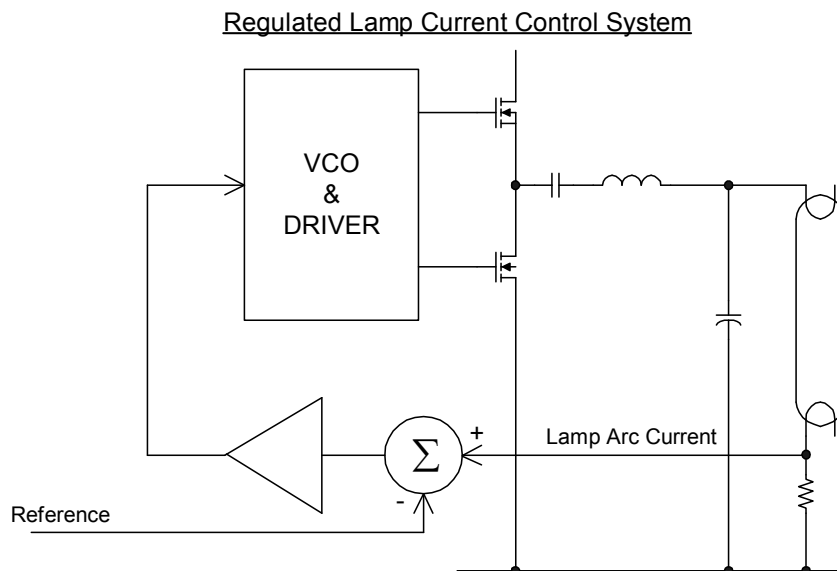 Regulated Lamp Current Control System
VCO
&
DRIVER
+
Lamp Arc Current
Σ
-
Reference